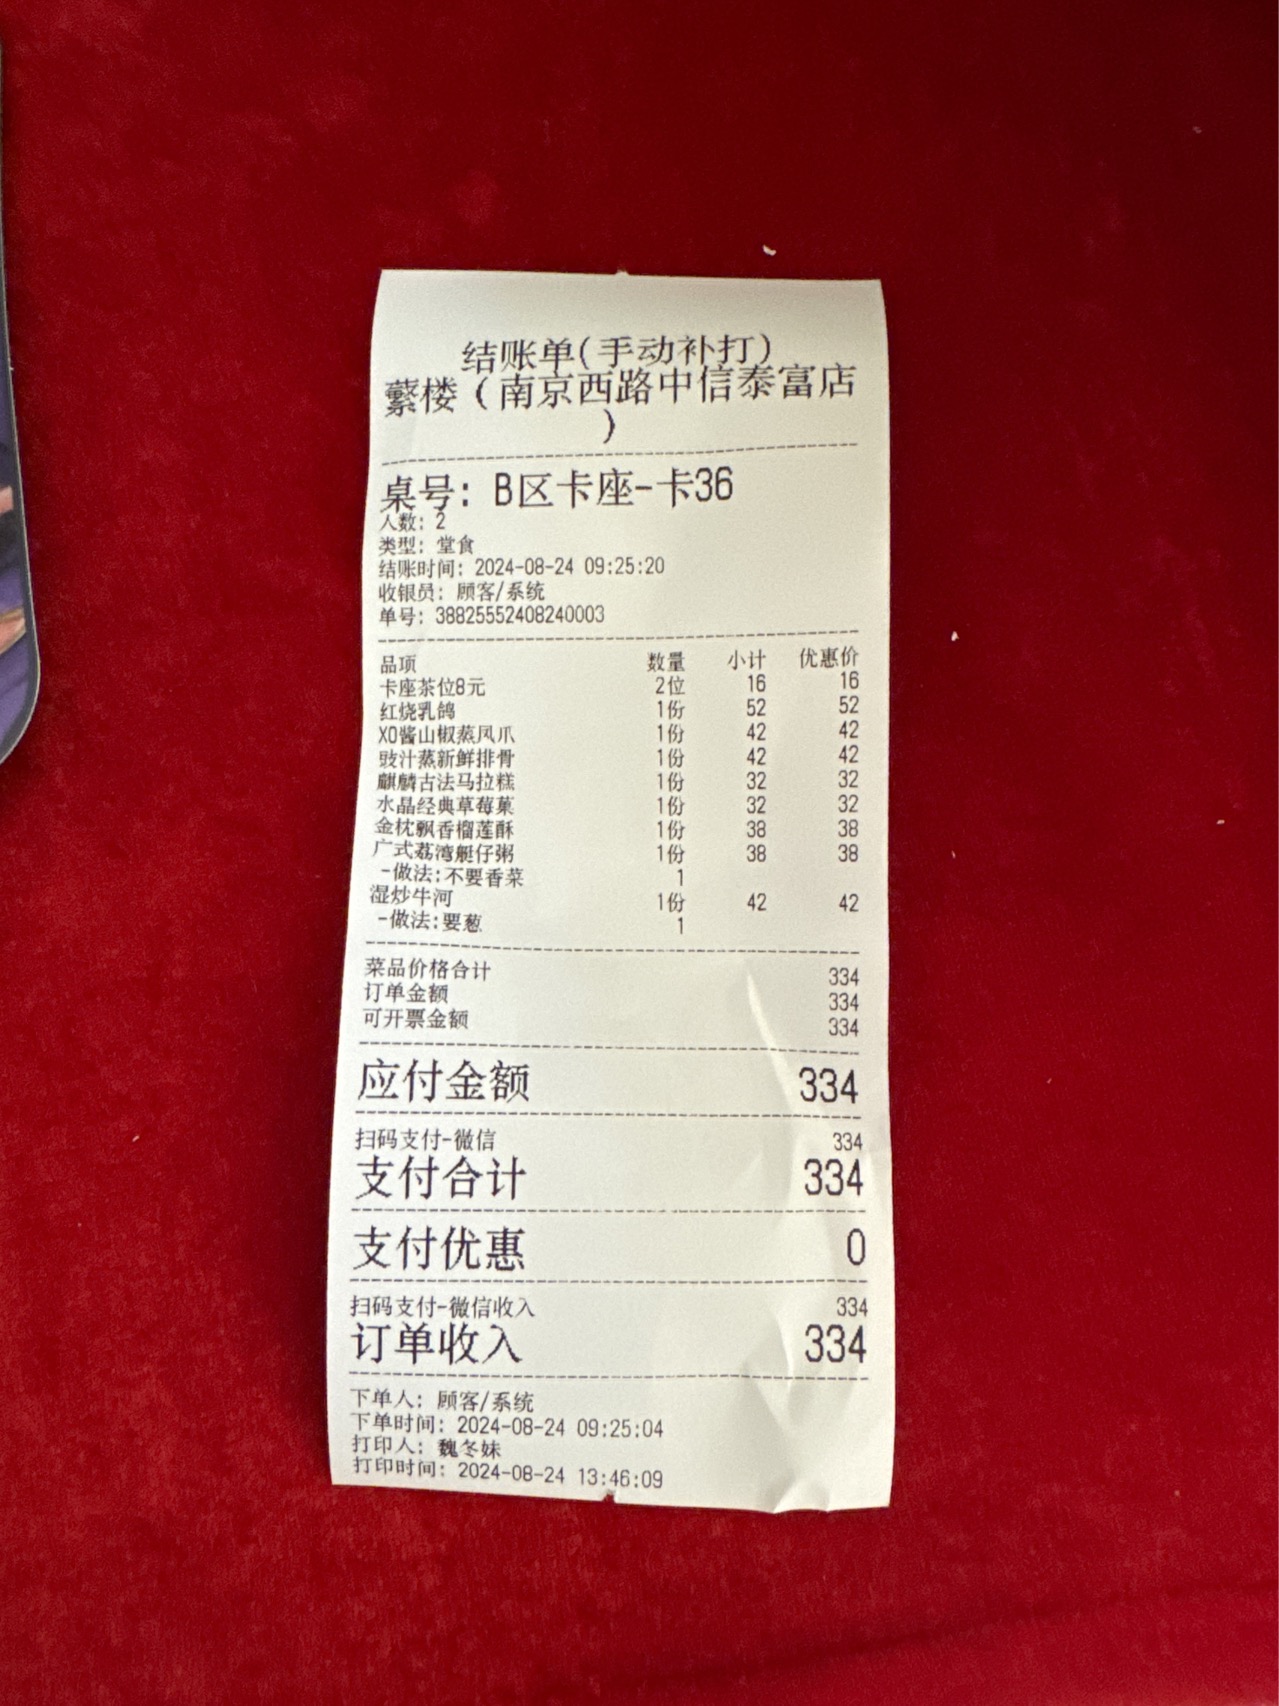 结账单(手动补打)
蘩楼（南京西路中信泰富店
）
桌号: B区卡座-卡36
人数: 2
类型: 堂食
结账时间: 2024-08-24 09:25:20
收银员: 顾客/系统
单号: 38825552408240003
品项 数量 小计 优惠价
卡座茶位8元 2位 16 16
红烧乳鸽 1份 52 52
XO酱山椒蒸凤爪 1份 42 42
豉汁蒸新鲜排骨 1份 42 42
麒麟古法马拉糕 1份 32 32
水晶经典草莓菓 1份 32 32
金枕飘香榴莲酥 1份 38 38
广式荔湾艇仔粥 1份 38 38
-做法:不要香菜 1
湿炒牛河 1份 42 42
-做法:要葱 1
菜品价格合计 334
订单金额 334
可开票金额 334
应付金额 334
扫码支付-微信 334
支付合计 334
支付优惠 0
扫码支付-微信收入 334
订单收入 334
下单人: 顾客/系统
下单时间: 2024-08-24 09:25:04
打印人: 魏冬妹
打印时间: 2024-08-24 13:46:09